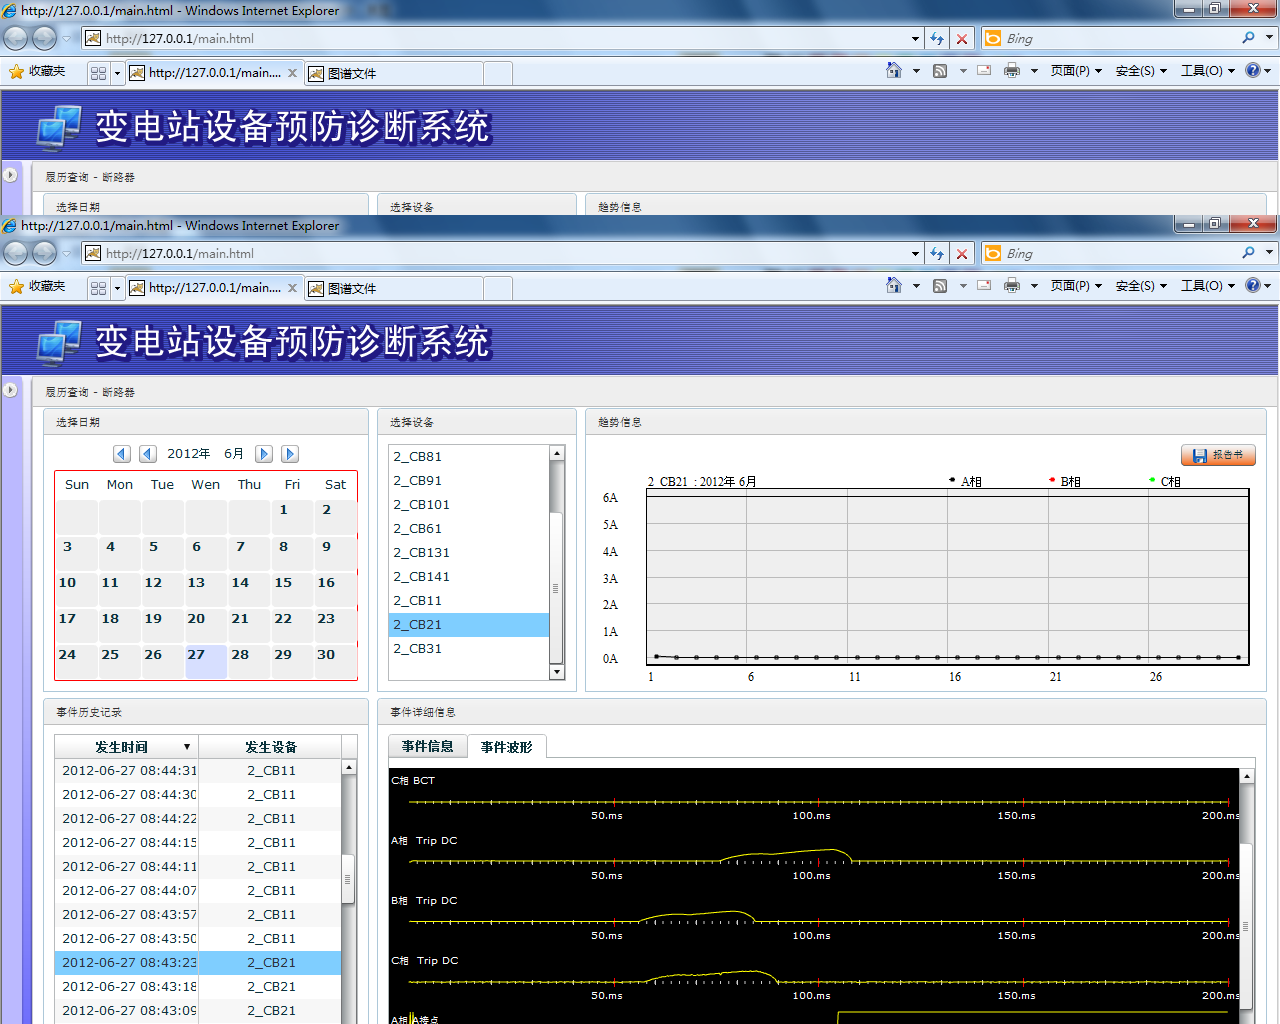 http://127.0.0.1/main.html - Windows Internet Explorer
http://127.0.0.1/main.html
Bing
收藏夹
http://127.0.0.1/main....
图谱文件
页面(P)
安全(S)
工具(O)
变电站设备预防诊断系统
履历查询 - 断路器
选择日期
选择设备
趋势信息
http://127.0.0.1/main.html - Windows Internet Explorer
http://127.0.0.1/main.html
Bing
收藏夹
http://127.0.0.1/main....
图谱文件
页面(P)
安全(S)
工具(O)
变电站设备预防诊断系统
履历查询 - 断路器
选择日期
2012年 6月
Sun Mon Tue Wen Thu Fri Sat
1 2
3 4 5 6 7 8 9
10 11 12 13 14 15 16
17 18 19 20 21 22 23
24 25 26 27 28 29 30
选择设备
2_CB81
2_CB91
2_CB101
2_CB61
2_CB131
2_CB141
2_CB11
2_CB21
2_CB31
趋势信息
报告书
2_CB21 : 2012年 6月
A相 B相 C相
6A
5A
4A
3A
2A
1A
0A
1 6 11 16 21 26
事件历史记录
发生时间 发生设备
2012-06-27 08:44:31 2_CB11
2012-06-27 08:44:30 2_CB11
2012-06-27 08:44:22 2_CB11
2012-06-27 08:44:15 2_CB11
2012-06-27 08:44:11 2_CB11
2012-06-27 08:44:07 2_CB11
2012-06-27 08:43:57 2_CB11
2012-06-27 08:43:50 2_CB11
2012-06-27 08:43:23 2_CB21
2012-06-27 08:43:18 2_CB21
2012-06-27 08:43:09 2_CB21
事件详细信息
事件信息 事件波形
C相 BCT
50.ms 100.ms 150.ms 200.ms
A相 Trip DC
50.ms 100.ms 150.ms 200.ms
B相 Trip DC
50.ms 100.ms 150.ms 200.ms
C相 Trip DC
50.ms 100.ms 150.ms 200.ms
A相 A接点